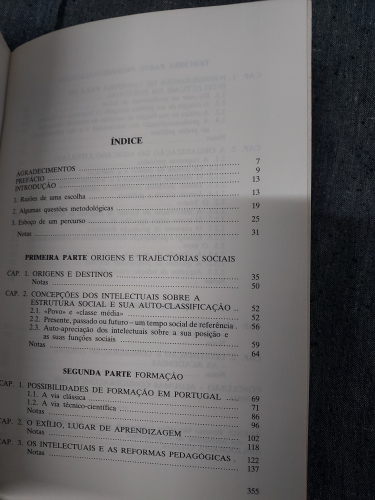 ÍNDICE
AGRADECIMENTOS 7
PREFÁCIO 9
INTRODUÇÃO 13
1. Razões de uma escolha 13
2. Algumas questões metodológicas 19
3. Esboço de um percurso 25
Notas 31
PRIMEIRA PARTE ORIGENS E TRAJECTÓRIAS SOCIAIS
CAP. 1. ORIGENS E DESTINOS 35
Notas 50
CAP. 2. CONCEPÇÕES DOS INTELECTUAIS SOBRE A
ESTRUTURA SOCIAL E SUA AUTO-CLASSIFICAÇÃO 52
2.1. «Povo» e «classe média» 52
2.2. Presente, passado ou futuro – um tempo social de referência 56
2.3. Auto-apreciação dos intelectuais sobre a sua posição e
as suas funções sociais 59
Notas 64
SEGUNDA PARTE FORMAÇÃO
CAP. 1. POSSIBILIDADES DE FORMAÇÃO EM PORTUGAL 69
1.1. A via clássica 71
1.2. A via técnico-científica 86
Notas 96
CAP. 2. O EXÍLIO, LUGAR DE APRENDIZAGEM 102
Notas 118
CAP. 3. OS INTELECTUAIS E AS REFORMAS PEDAGÓGICAS 122
Notas 137
355